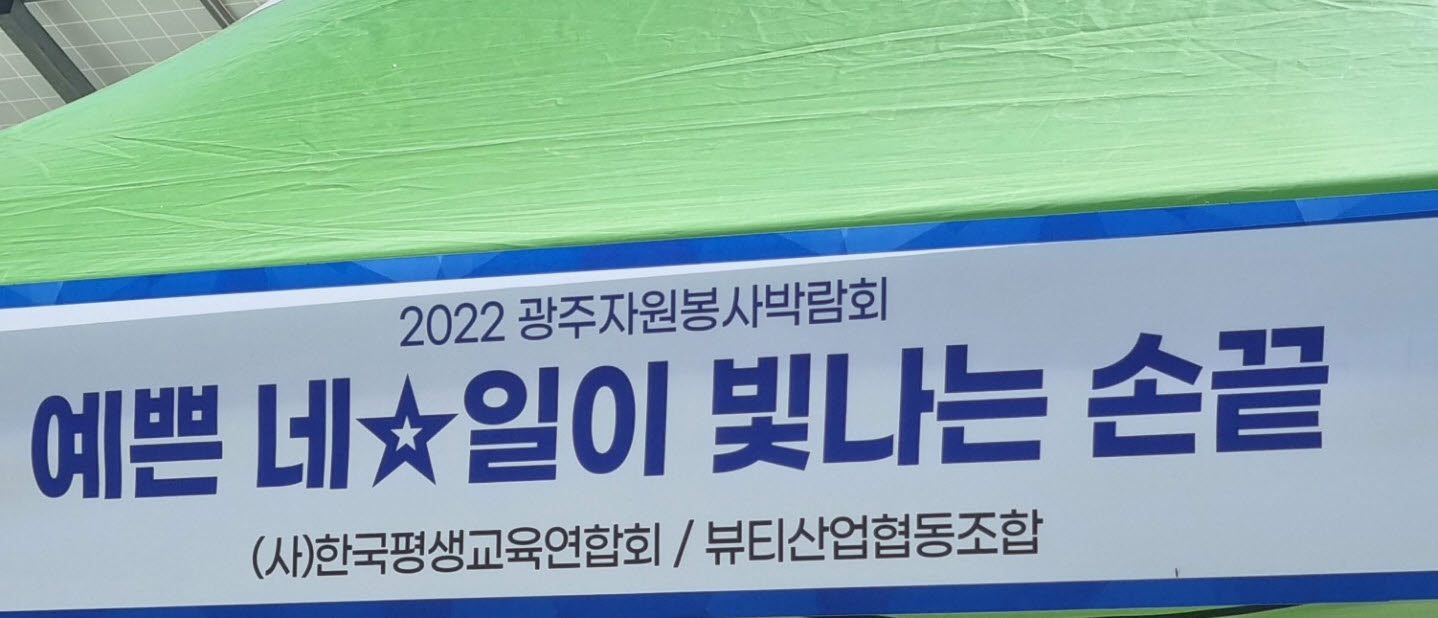 2022 광주자원봉사박람회
예쁜 네☆일이 빛나는 손끝
(사)한국평생교육연합회 / 뷰티산업협동조합